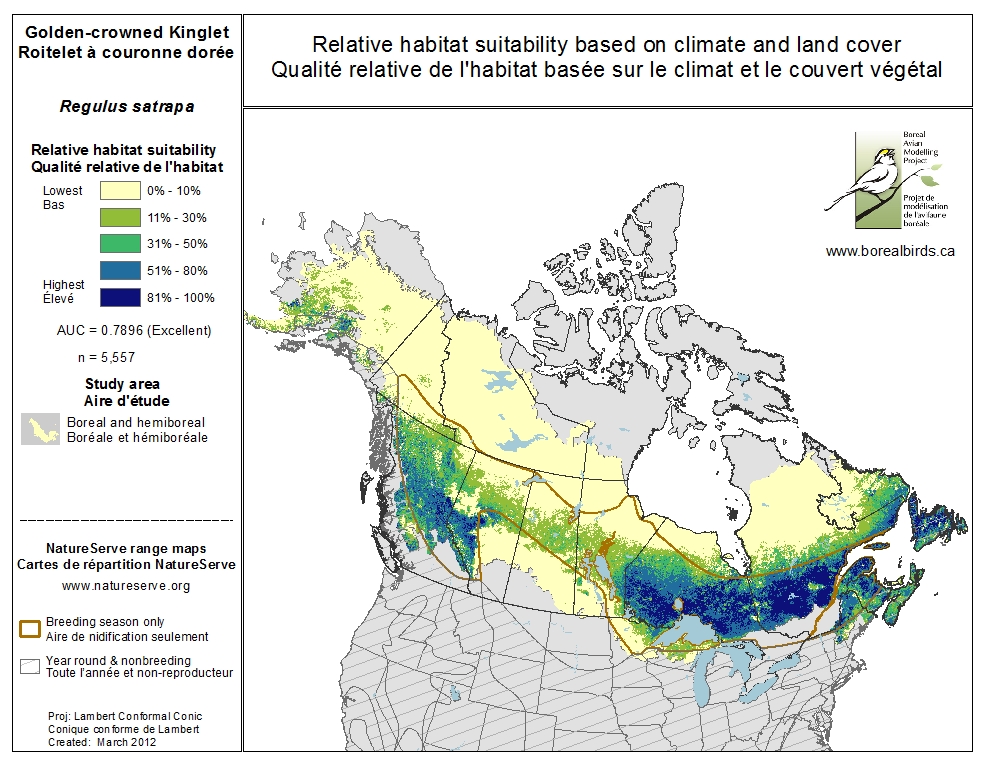 Golden-crowned Kinglet
Roitelet à couronne dorée
Regulus satrapa
Relative habitat suitability
Qualité relative de l'habitat
Lowest
Bas
0% - 10%
11% - 30%
31% - 50%
51% - 80%
Highest
Élevé
81% - 100%
AUC = 0.7896 (Excellent)
n = 5,557
Study area
Aire d'étude
Boreal and hemiboreal
Boréale et hémiboréale
NatureServe range maps
Cartes de répartition NatureServe
www.natureserve.org
Breeding season only
Aire de nidification seulement
Year round & nonbreeding
Toute l'année et non-reproducteur
Proj: Lambert Conformal Conic
Conique conforme de Lambert
Created: March 2012
Relative habitat suitability based on climate and land cover
Qualité relative de l'habitat basée sur le climat et le couvert végétal
Boreal
Avian
Modelling
Project
Projet de
modélisation
de l'avifaune
boréale
www.borealbirds.ca